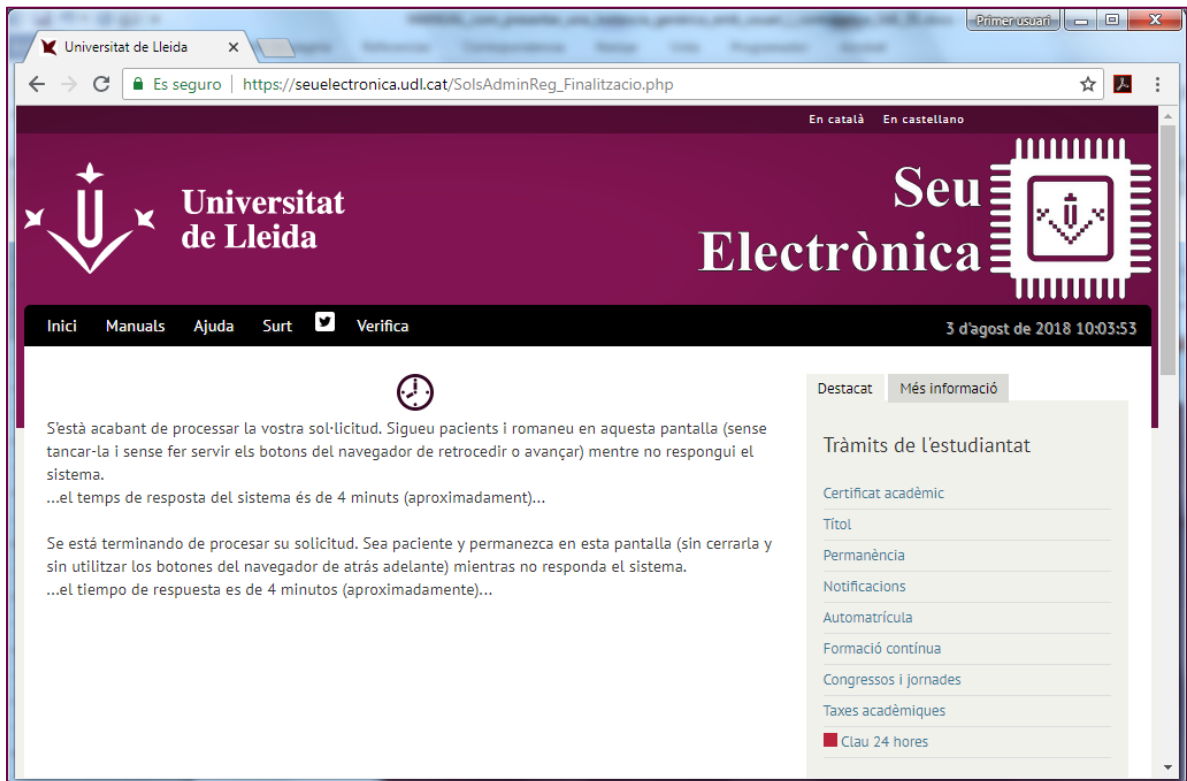 Primer usuari
Universitat de Lleida
Es seguro | https://seuelectronica.udl.cat/SolsAdminReg_Finalitzacio.php
En català En castellano
Universitat
de Lleida
Seu
Electrònica
Inici Manuals Ajuda Surt Verifica
3 d'agost de 2018 10:03:53
S'està acabant de processar la vostra sol·licitud. Sigueu pacients i romaneu en aquesta pantalla (sense
tancar-la i sense fer servir els botons del navegador de retrocedir o avançar) mentre no respongui el
sistema.
...el temps de resposta del sistema és de 4 minuts (aproximadament)...
Se está terminando de procesar su solicitud. Sea paciente y permanezca en esta pantalla (sin cerrarla y
sin utilitzar los botones del navegador de atrás adelante) mientras no responda el sistema.
...el tiempo de respuesta es de 4 minutos (aproximadamente)...
Destacat Més informació
Tràmits de l'estudiantat
Certificat acadèmic
Títol
Permanència
Notificacions
Automatrícula
Formació contínua
Congressos i jornades
Taxes acadèmiques
Clau 24 hores